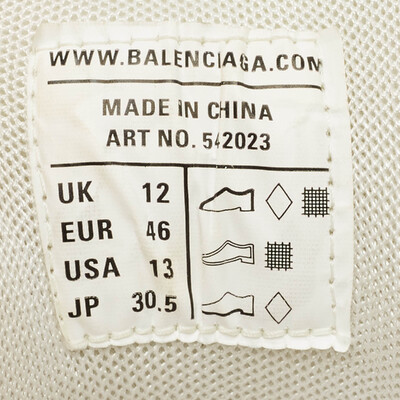 WWW.BALENCIAGA.COM
MADE IN CHINA
ART NO. 542023
UK 12
EUR 46
USA 13
JP 30.5